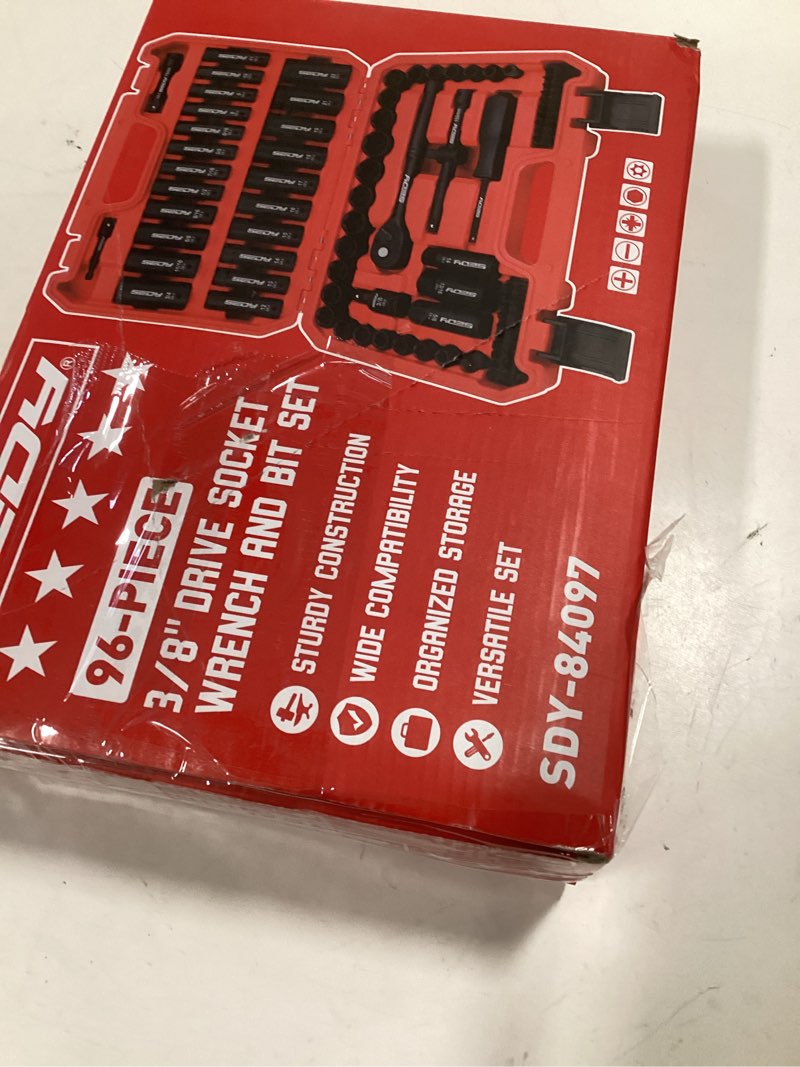 96-PIECE
3/8" DRIVE SOCKET
WRENCH AND BIT SET
STURDY CONSTRUCTION
WIDE COMPATIBILITY
ORGANIZED STORAGE
VERSATILE SET
SDY-84097